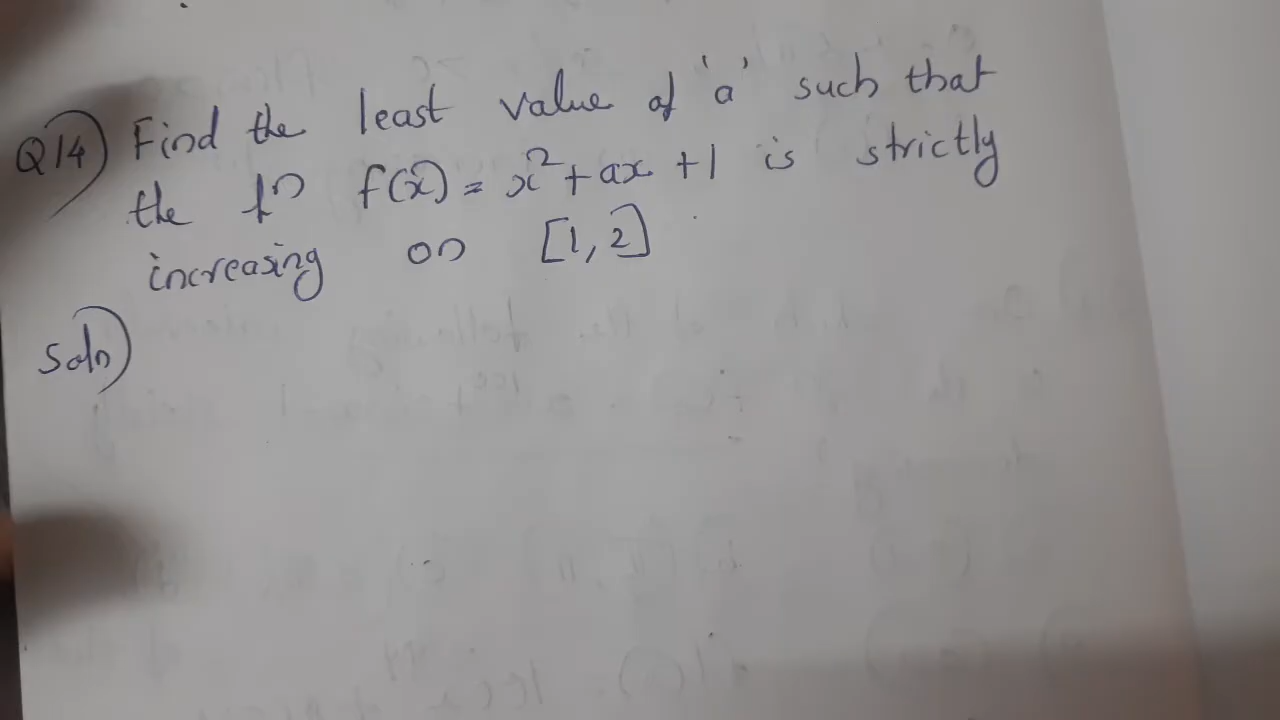 Q14) Find the least value of 'a' such that
the fn f(x) = x² + ax + 1 is strictly
increasing on [1, 2]
Soln)